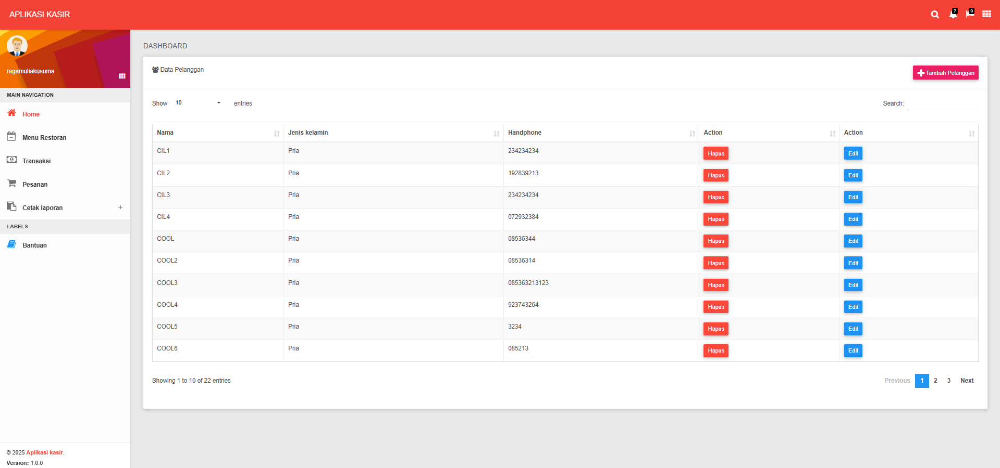 APLIKASI KASIR
7
9
ragamuliakusuma
MAIN NAVIGATION
Home
Menu Restoran
Transaksi
Pesanan
Cetak laporan +
LABELS
Bantuan
© 2025 Aplikasi kasir.
Version: 1.0.0
DASHBOARD
Data Pelanggan
Tambah Pelanggan
Show 10 entries
Search:
Nama Jenis kelamin Handphone Action Action
CIL1 Pria 234234234 Hapus Edit
CIL2 Pria 192839213 Hapus Edit
CIL3 Pria 234234234 Hapus Edit
CIL4 Pria 072932384 Hapus Edit
COOL Pria 08536344 Hapus Edit
COOL2 Pria 08536314 Hapus Edit
COOL3 Pria 085363213123 Hapus Edit
COOL4 Pria 923743264 Hapus Edit
COOL5 Pria 3234 Hapus Edit
COOL6 Pria 085213 Hapus Edit
Showing 1 to 10 of 22 entries
Previous 1 2 3 Next